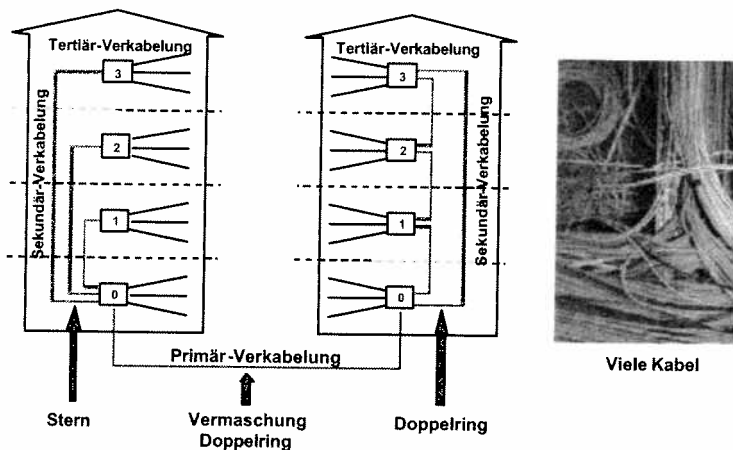 Tertiär-Verkabelung
Sekundär-Verkabelung
3
2
1
0
Tertiär-Verkabelung
3
2
1
0
Sekundär-Verkabelung
Primär-Verkabelung
Stern
Vermaschung
Doppelring
Doppelring
Viele Kabel